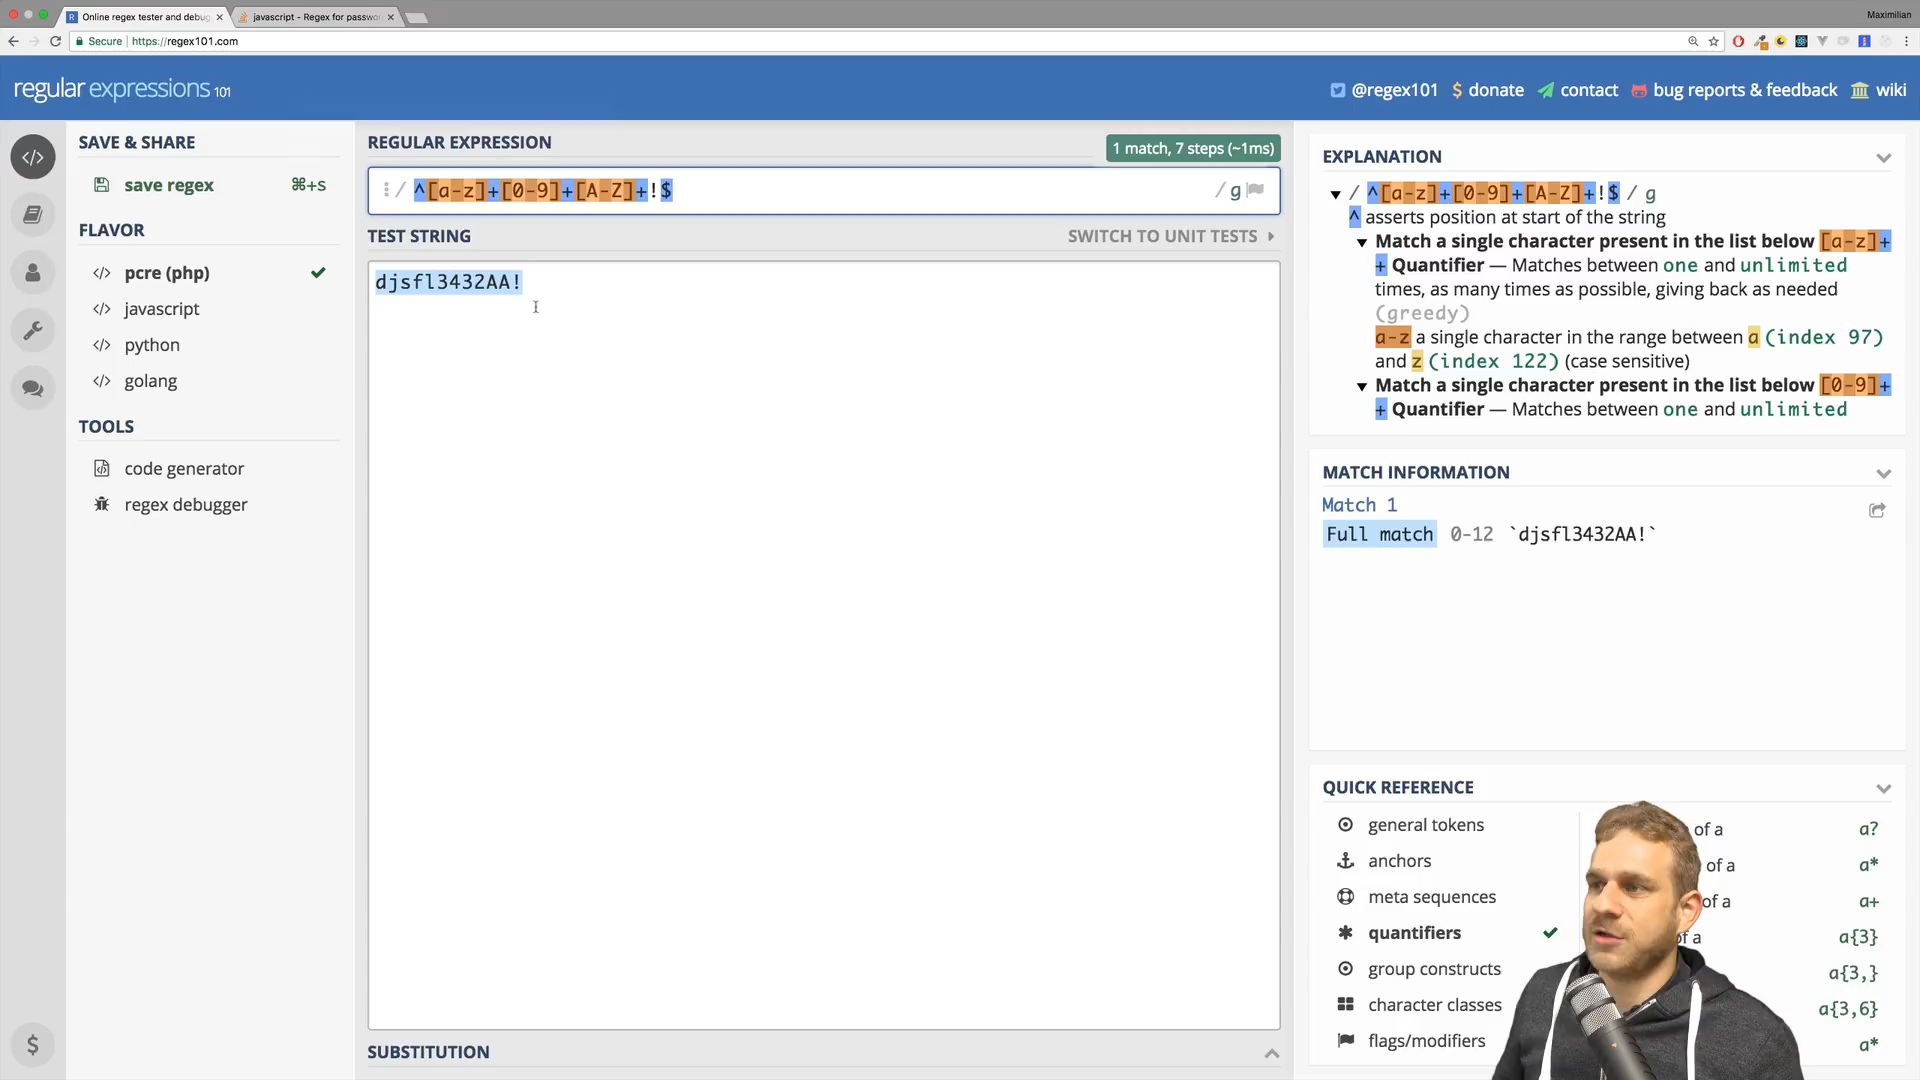 Online regex tester and debug
javascript - Regex for passwor
Maximilian
Secure
https://regex101.com
regular expressions 101
@regex101
$ donate
contact
bug reports & feedback
wiki
SAVE & SHARE
save regex
⌘+S
FLAVOR
pcre (php)
javascript
python
golang
TOOLS
code generator
regex debugger
$
REGULAR EXPRESSION
1 match, 7 steps (~1ms)
/ ^[a-z]+[0-9]+[A-Z]+!$
/ g
TEST STRING
SWITCH TO UNIT TESTS
djsfl3432AA!
SUBSTITUTION
EXPLANATION
/ ^[a-z]+[0-9]+[A-Z]+!$ / g
^ asserts position at start of the string
Match a single character present in the list below [a-z]+
+ Quantifier — Matches between one and unlimited
times, as many times as possible, giving back as needed
(greedy)
a-z a single character in the range between a (index 97)
and z (index 122) (case sensitive)
Match a single character present in the list below [0-9]+
+ Quantifier — Matches between one and unlimited
MATCH INFORMATION
Match 1
Full match 0-12 `djsfl3432AA!`
QUICK REFERENCE
general tokens
anchors
meta sequences
quantifiers
group constructs
character classes
flags/modifiers
of a a?
of a a*
of a a+
of a a{3}
a{3,}
a{3,6}
a*